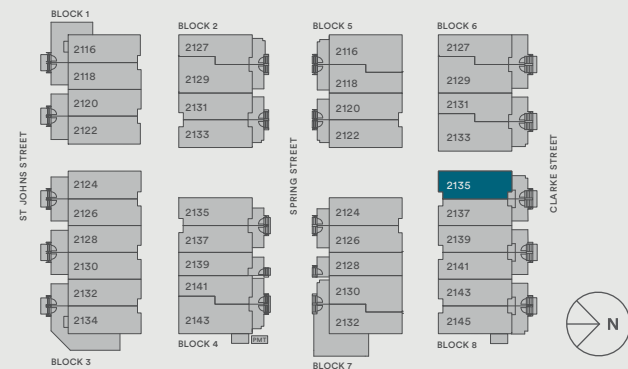 BLOCK 1
2116
2118
2120
2122
BLOCK 2
2127
2129
2131
2133
BLOCK 5
2116
2118
2120
2122
BLOCK 6
2127
2129
2131
2133
ST JOHNS STREET
SPRING STREET
CLARKE STREET
2124
2126
2128
2130
2132
2134
BLOCK 3
2135
2137
2139
2141
2143
BLOCK 4
PMT
2124
2126
2128
2130
2132
BLOCK 7
2135
2137
2139
2141
2143
2145
BLOCK 8
N